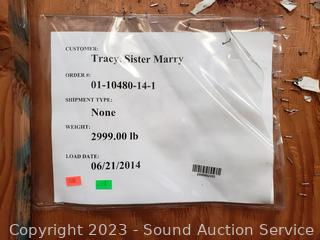 CUSTOMER:
Tracy, Sister Marry
ORDER #:
01-10480-14-1
SHIPMENT TYPE:
None
WEIGHT:
2999.00 lb
LOAD DATE:
06/21/2014
Copyright 2023 - Sound Auction Service